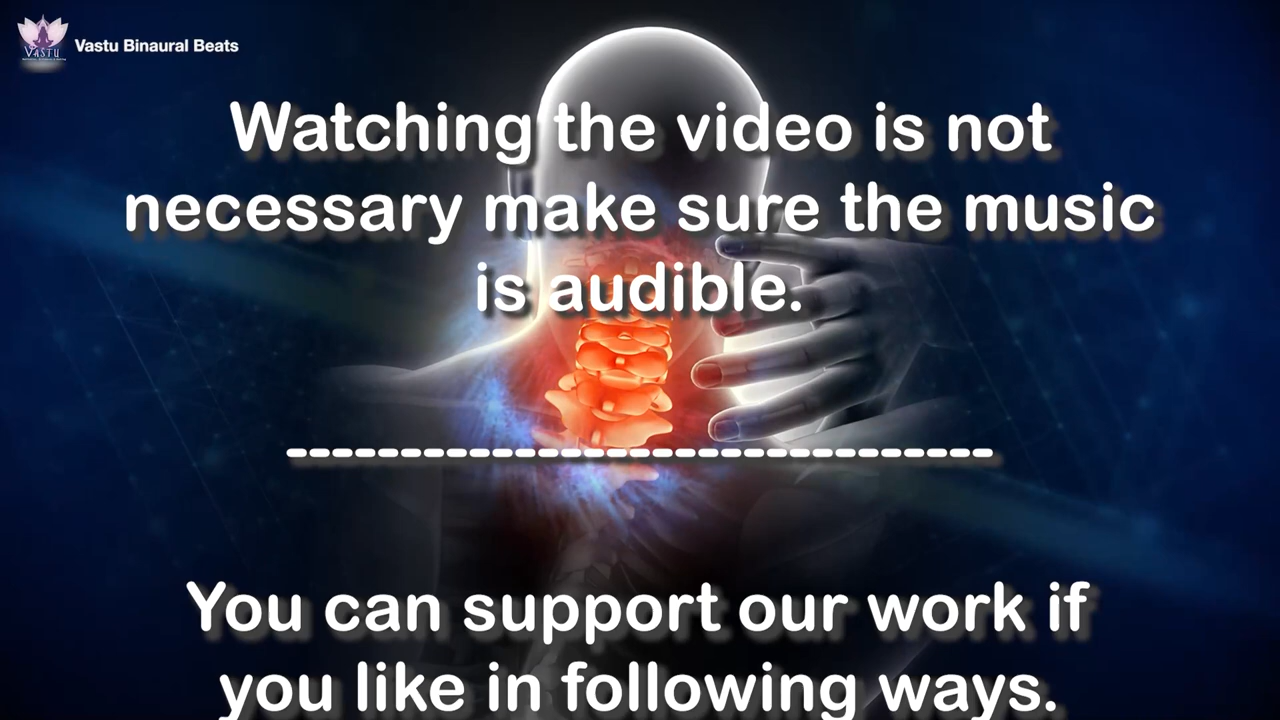 VASTU
Vastu Binaural Beats
Watching the video is not
necessary make sure the music
is audible.
-------------------------------
You can support our work if
you like in following ways.